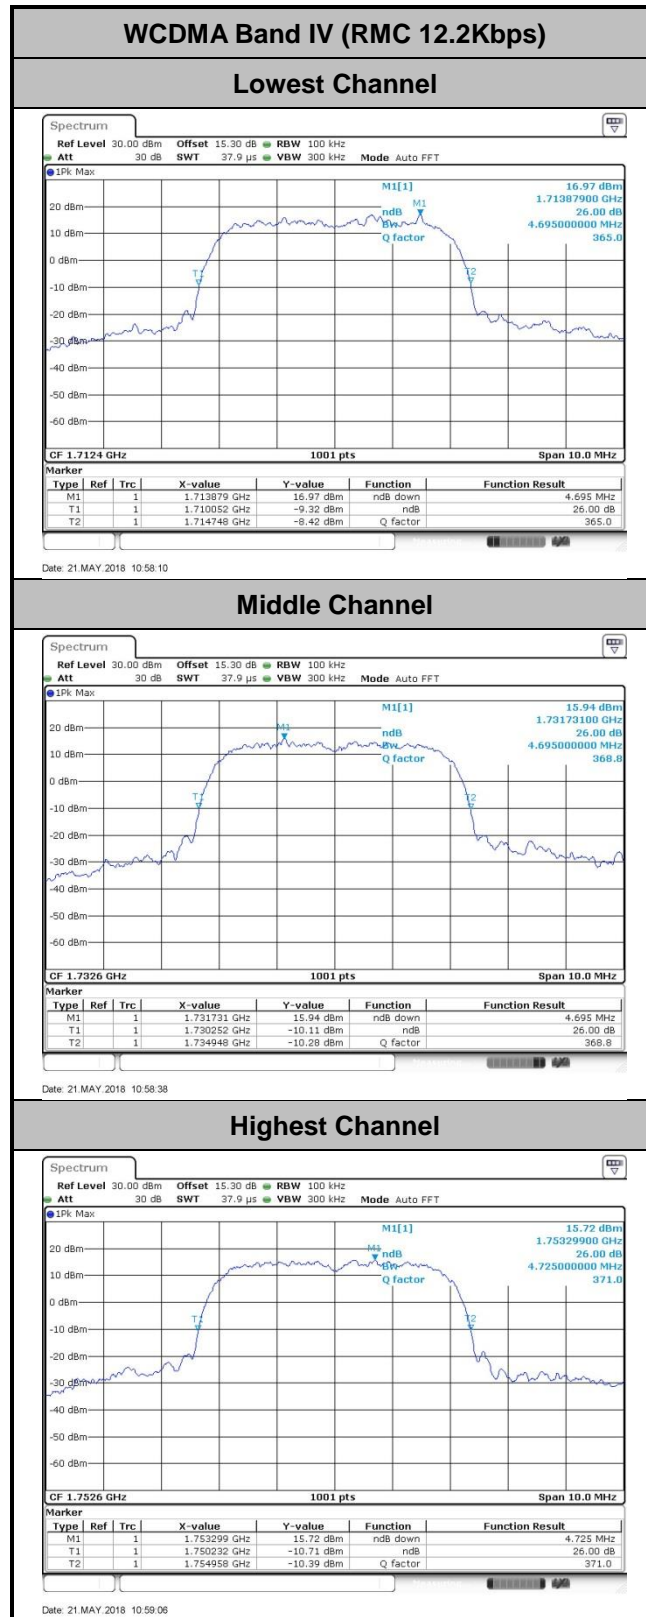 WCDMA Band IV (RMC 12.2Kbps)
Lowest Channel
Spectrum
Ref Level 30.00 dBm Offset 15.30 dB RBW 100 kHz
Att 30 dB SWT 37.9 µs VBW 300 kHz Mode Auto FFT
1Pk Max
M1[1] 16.97 dBm
1.71387900 GHz
ndB 26.00 dB
Bw 4.695000000 MHz
Q factor 365.0
M1
T1
T2
20 dBm
10 dBm
0 dBm
-10 dBm
-20 dBm
-30 dBm
-40 dBm
-50 dBm
-60 dBm
CF 1.7124 GHz 1001 pts Span 10.0 MHz
Marker
Type Ref Trc X-value Y-value Function Function Result
M1 1 1.713879 GHz 16.97 dBm ndB down 4.695 MHz
T1 1 1.710052 GHz -9.32 dBm ndB 26.00 dB
T2 1 1.714748 GHz -8.42 dBm Q factor 365.0
Date: 21.MAY.2018 10:58:10
Middle Channel
Spectrum
Ref Level 30.00 dBm Offset 15.30 dB RBW 100 kHz
Att 30 dB SWT 37.9 µs VBW 300 kHz Mode Auto FFT
1Pk Max
M1[1] 15.94 dBm
1.73173100 GHz
ndB 26.00 dB
Bw 4.695000000 MHz
Q factor 368.8
M1
T1
T2
20 dBm
10 dBm
0 dBm
-10 dBm
-20 dBm
-30 dBm
-40 dBm
-50 dBm
-60 dBm
CF 1.7326 GHz 1001 pts Span 10.0 MHz
Marker
Type Ref Trc X-value Y-value Function Function Result
M1 1 1.731731 GHz 15.94 dBm ndB down 4.695 MHz
T1 1 1.730252 GHz -10.11 dBm ndB 26.00 dB
T2 1 1.734948 GHz -10.28 dBm Q factor 368.8
Date: 21.MAY.2018 10:58:38
Highest Channel
Spectrum
Ref Level 30.00 dBm Offset 15.30 dB RBW 100 kHz
Att 30 dB SWT 37.9 µs VBW 300 kHz Mode Auto FFT
1Pk Max
M1[1] 15.72 dBm
1.75329900 GHz
ndB 26.00 dB
Bw 4.725000000 MHz
Q factor 371.0
M1
T1
T2
20 dBm
10 dBm
0 dBm
-10 dBm
-20 dBm
-30 dBm
-40 dBm
-50 dBm
-60 dBm
CF 1.7526 GHz 1001 pts Span 10.0 MHz
Marker
Type Ref Trc X-value Y-value Function Function Result
M1 1 1.753299 GHz 15.72 dBm ndB down 4.725 MHz
T1 1 1.750232 GHz -10.71 dBm ndB 26.00 dB
T2 1 1.754958 GHz -10.39 dBm Q factor 371.0
Date: 21.MAY.2018 10:59:06